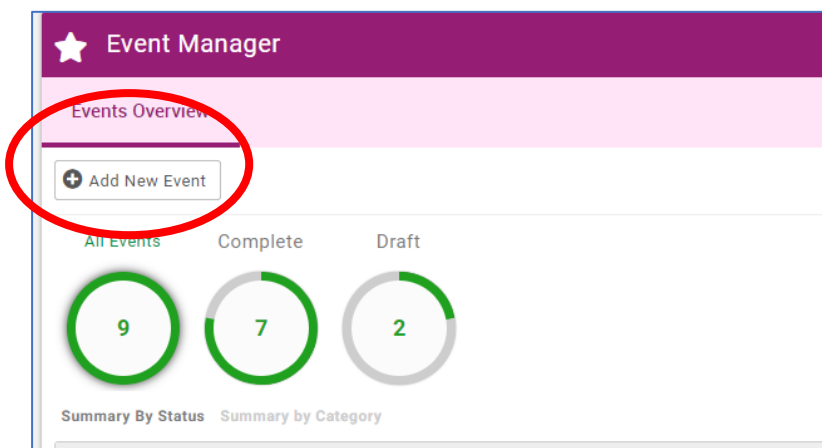 Event Manager
Events Overview
Add New Event
All Events Complete Draft
9 7 2
Summary By Status Summary by Category